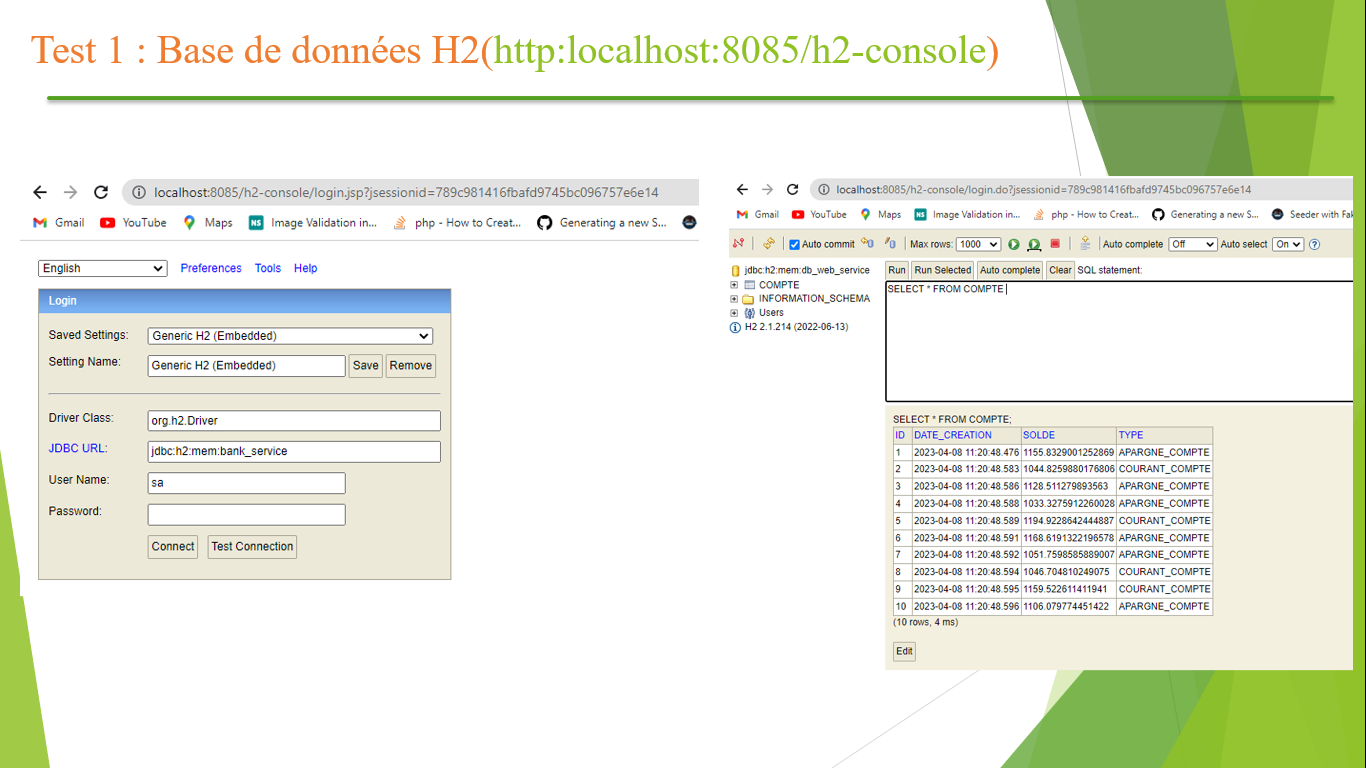 Test 1 : Base de données H2(http:localhost:8085/h2-console)
localhost:8085/h2-console/login.jsp?jsessionid=789c981416fbafd9745bc096757e6e14
Gmail YouTube Maps NS Image Validation in... php - How to Creat... Generating a new S...
English Preferences Tools Help
Login
Saved Settings: Generic H2 (Embedded)
Setting Name: Generic H2 (Embedded) Save Remove
Driver Class: org.h2.Driver
JDBC URL: jdbc:h2:mem:bank_service
User Name: sa
Password:
Connect Test Connection
localhost:8085/h2-console/login.do?jsessionid=789c981416fbafd9745bc096757e6e14
Gmail YouTube Maps NS Image Validation in... php - How to Creat... Generating a new S... Seeder with Fak
Auto commit Max rows: 1000 Auto complete Off Auto select On
jdbc:h2:mem:db_web_service
COMPTE
INFORMATION_SCHEMA
Users
H2 2.1.214 (2022-06-13)
Run Run Selected Auto complete Clear SQL statement:
SELECT * FROM COMPTE
SELECT * FROM COMPTE;
ID DATE_CREATION SOLDE TYPE
1 2023-04-08 11:20:48.476 1155.8329001252869 APARGNE_COMPTE
2 2023-04-08 11:20:48.583 1044.8259880176806 COURANT_COMPTE
3 2023-04-08 11:20:48.586 1128.511279893563 APARGNE_COMPTE
4 2023-04-08 11:20:48.588 1033.3275912260028 APARGNE_COMPTE
5 2023-04-08 11:20:48.589 1194.9228642444887 COURANT_COMPTE
6 2023-04-08 11:20:48.591 1168.6191322196578 APARGNE_COMPTE
7 2023-04-08 11:20:48.592 1051.7598585889007 APARGNE_COMPTE
8 2023-04-08 11:20:48.594 1046.704810249075 COURANT_COMPTE
9 2023-04-08 11:20:48.595 1159.522611411941 COURANT_COMPTE
10 2023-04-08 11:20:48.596 1106.079774451422 APARGNE_COMPTE
(10 rows, 4 ms)
Edit